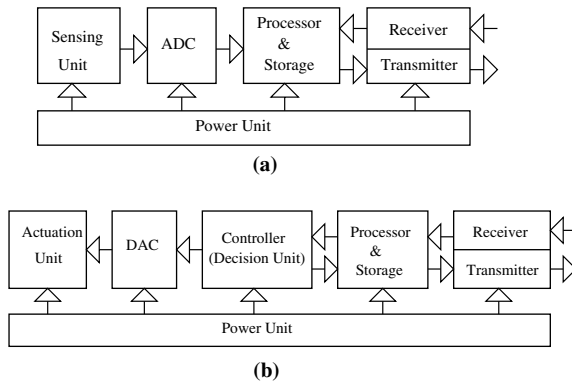 Sensing
Unit
ADC
Processor
&
Storage
Receiver
Transmitter
Power Unit
(a)
Actuation
Unit
DAC
Controller
(Decision Unit)
Processor
&
Storage
Receiver
Transmitter
Power Unit
(b)